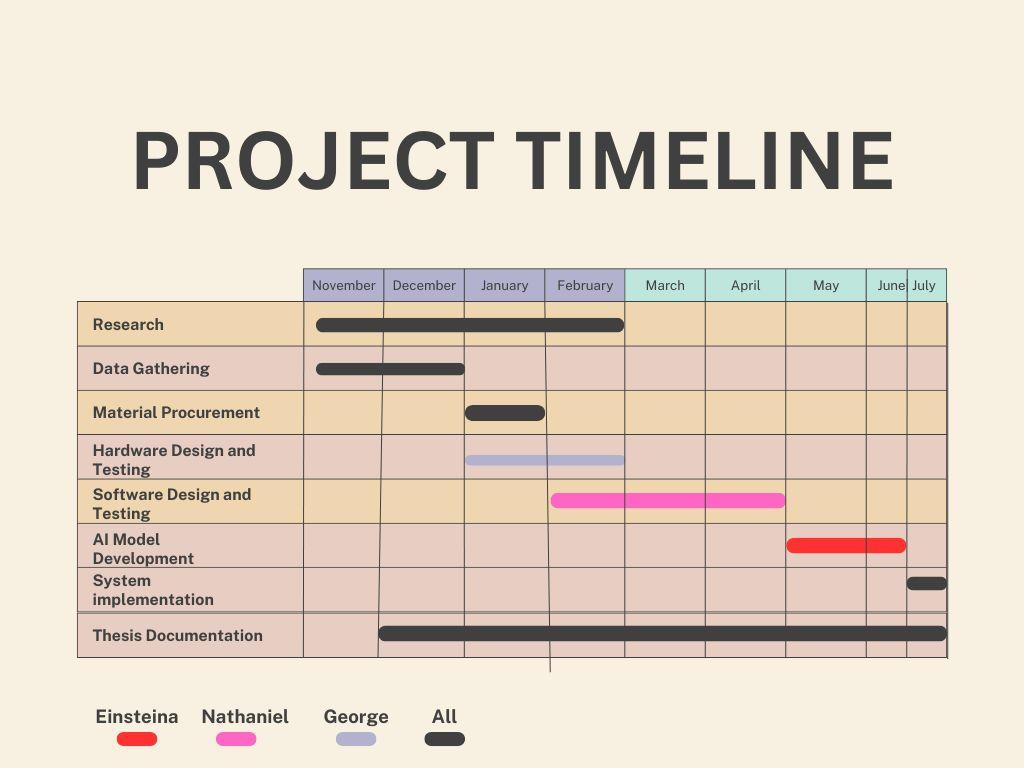 PROJECT TIMELINE
November December January February March April May June July
Research
Data Gathering
Material Procurement
Hardware Design and
Testing
Software Design and
Testing
AI Model
Development
System
implementation
Thesis Documentation
Einsteina Nathaniel George All